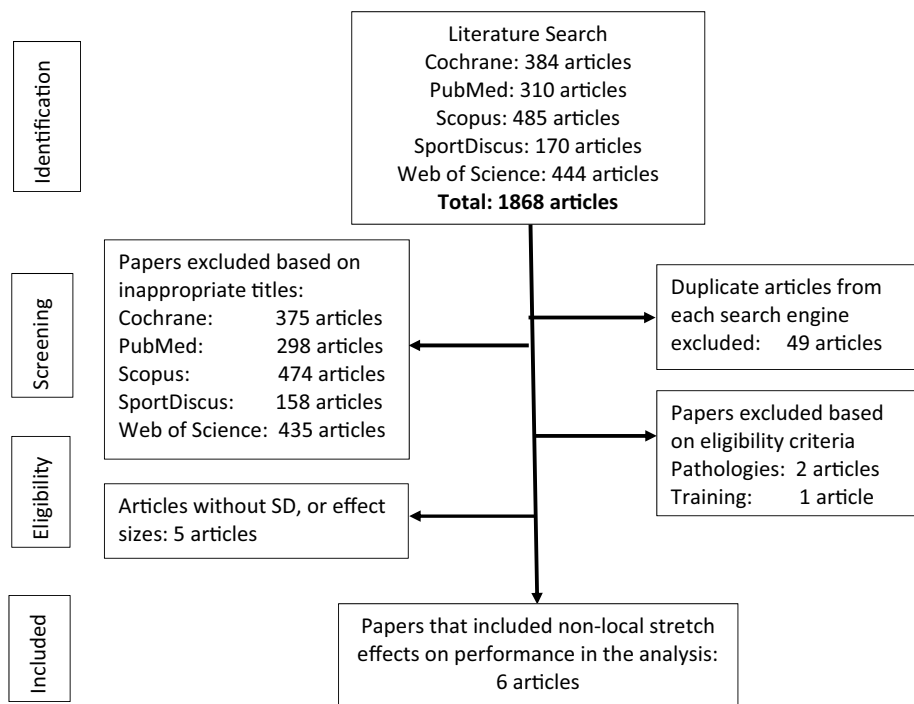 Identification
Literature Search
Cochrane: 384 articles
PubMed: 310 articles
Scopus: 485 articles
SportDiscus: 170 articles
Web of Science: 444 articles
Total: 1868 articles
Screening
Papers excluded based on
inappropriate titles:
Cochrane: 375 articles
PubMed: 298 articles
Scopus: 474 articles
SportDiscus: 158 articles
Web of Science: 435 articles
Duplicate articles from
each search engine
excluded: 49 articles
Eligibility
Papers excluded based
on eligibility criteria
Pathologies: 2 articles
Training: 1 article
Articles without SD, or effect
sizes: 5 articles
Included
Papers that included non-local stretch
effects on performance in the analysis:
6 articles